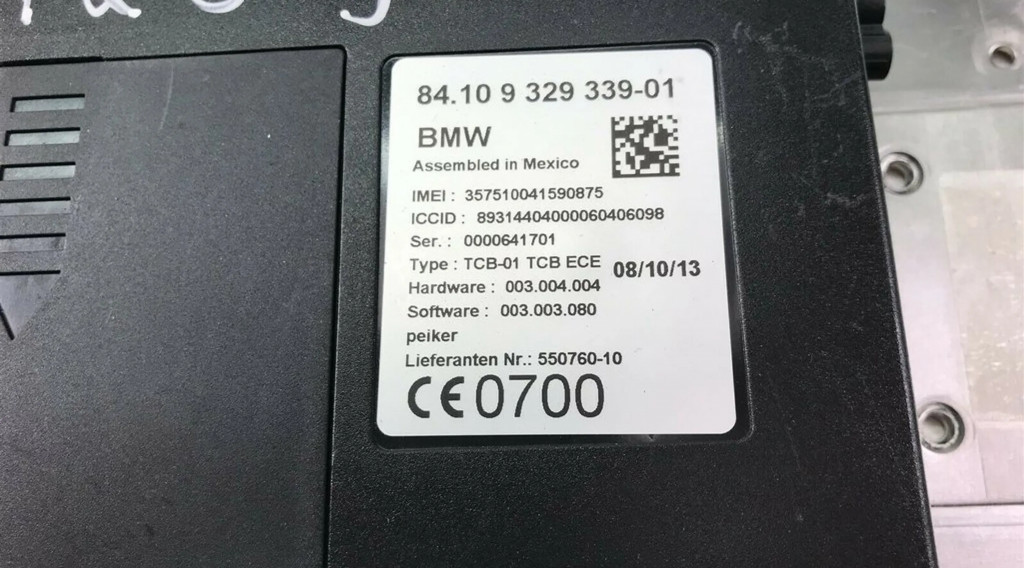 84.10 9 329 339-01
BMW
Assembled in Mexico
IMEI : 357510041590875
ICCID : 89314404000060406098
Ser. : 0000641701
Type : TCB-01 TCB ECE 08/10/13
Hardware : 003.004.004
Software : 003.003.080
peiker
Lieferanten Nr.: 550760-10
CE0700